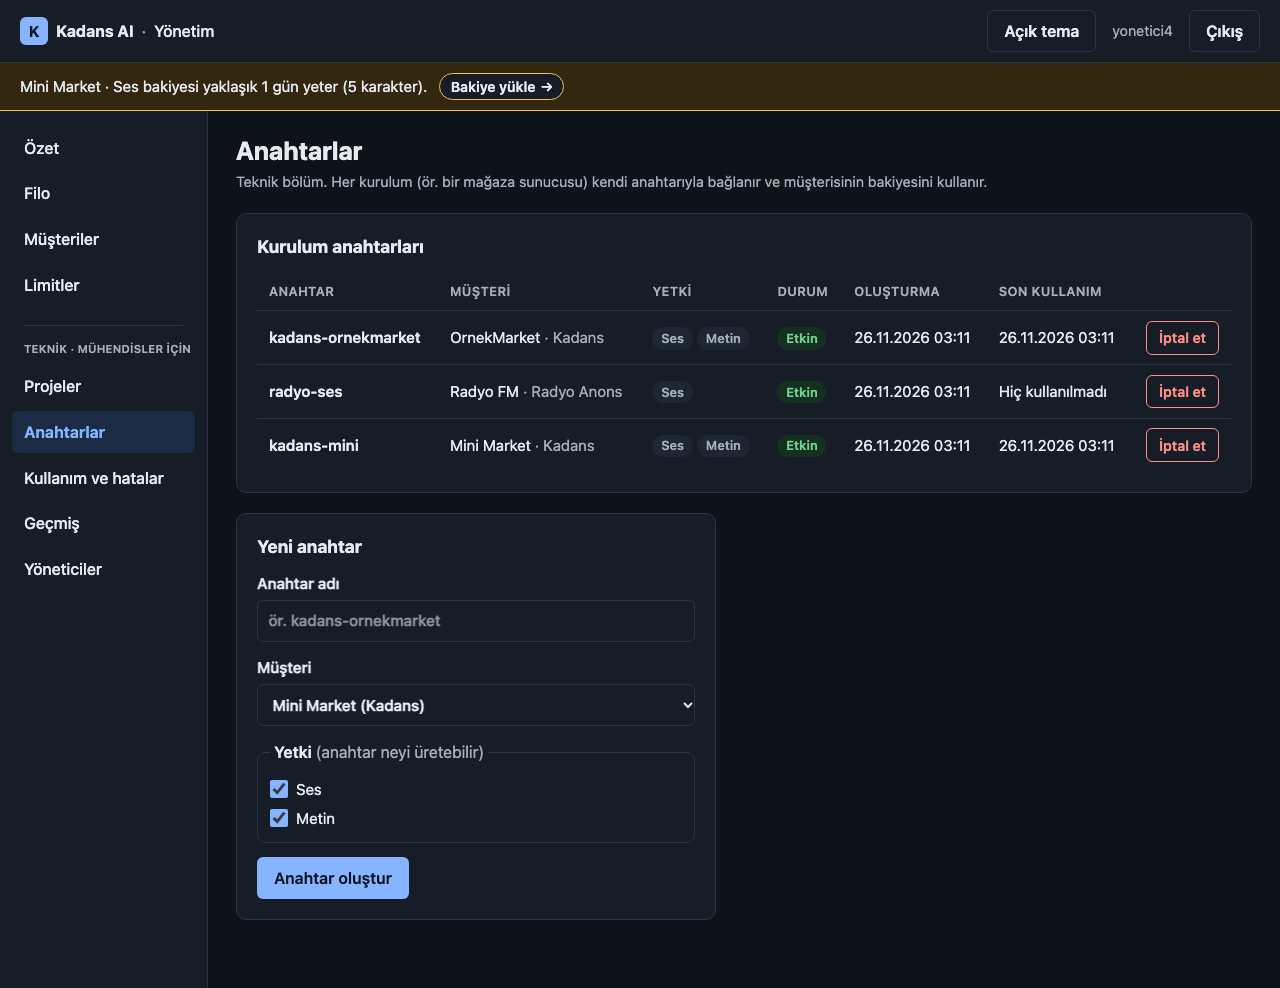 K Kadans AI · Yönetim
Açık tema yonetici4 Çıkış
Mini Market · Ses bakiyesi yaklaşık 1 gün yeter (5 karakter). Bakiye yükle →
Özet
Filo
Müşteriler
Limitler
TEKNİK · MÜHENDİSLER İÇİN
Projeler
Anahtarlar
Kullanım ve hatalar
Geçmiş
Yöneticiler
Anahtarlar
Teknik bölüm. Her kurulum (ör. bir mağaza sunucusu) kendi anahtarıyla bağlanır ve müşterisinin bakiyesini kullanır.
Kurulum anahtarları
ANAHTAR MÜŞTERİ YETKİ DURUM OLUŞTURMA SON KULLANIM
kadans-ornekmarket OrnekMarket · Kadans Ses Metin Etkin 26.11.2026 03:11 26.11.2026 03:11 İptal et
radyo-ses Radyo FM · Radyo Anons Ses Etkin 26.11.2026 03:11 Hiç kullanılmadı İptal et
kadans-mini Mini Market · Kadans Ses Metin Etkin 26.11.2026 03:11 26.11.2026 03:11 İptal et
Yeni anahtar
Anahtar adı
ör. kadans-ornekmarket
Müşteri
Mini Market (Kadans)
Yetki (anahtar neyi üretebilir)
Ses
Metin
Anahtar oluştur